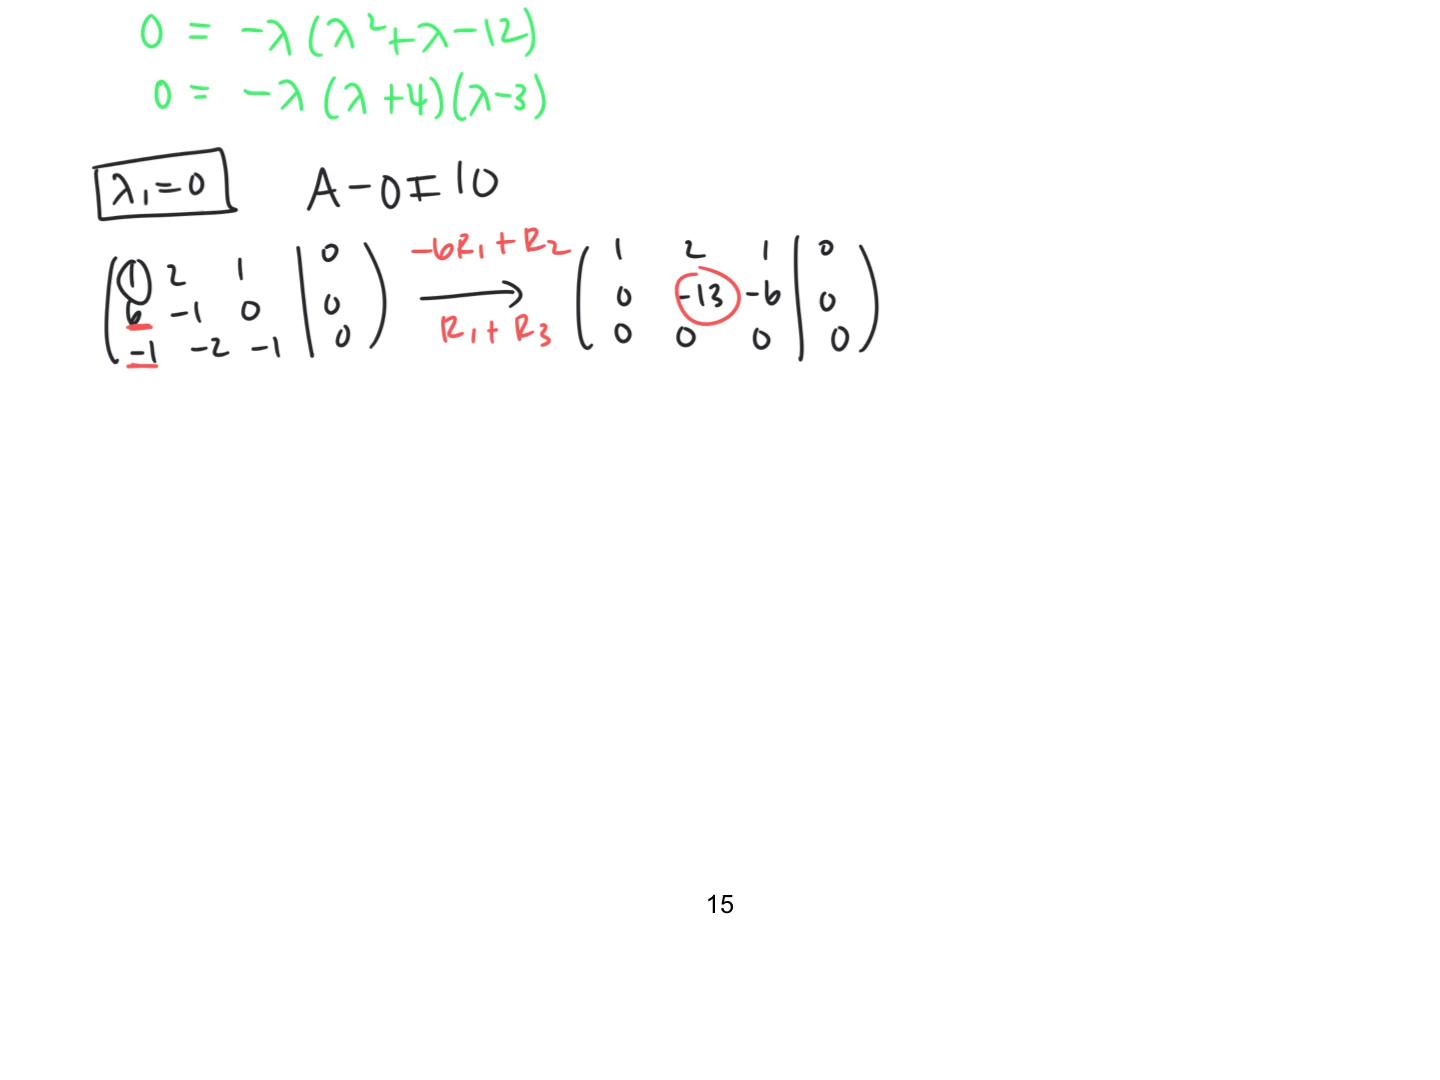 0 = -λ(λ²+λ-12)
0 = -λ(λ+4)(λ-3)
λ₁=0 A-0I|0
-6R₁+R₂
1 2 1 | 0 1 2 1 | 0
6 -1 0 | 0 → 0 -13 -6 | 0
R₁+R₃
-1 -2 -1 | 0 0 0 0 | 0
15